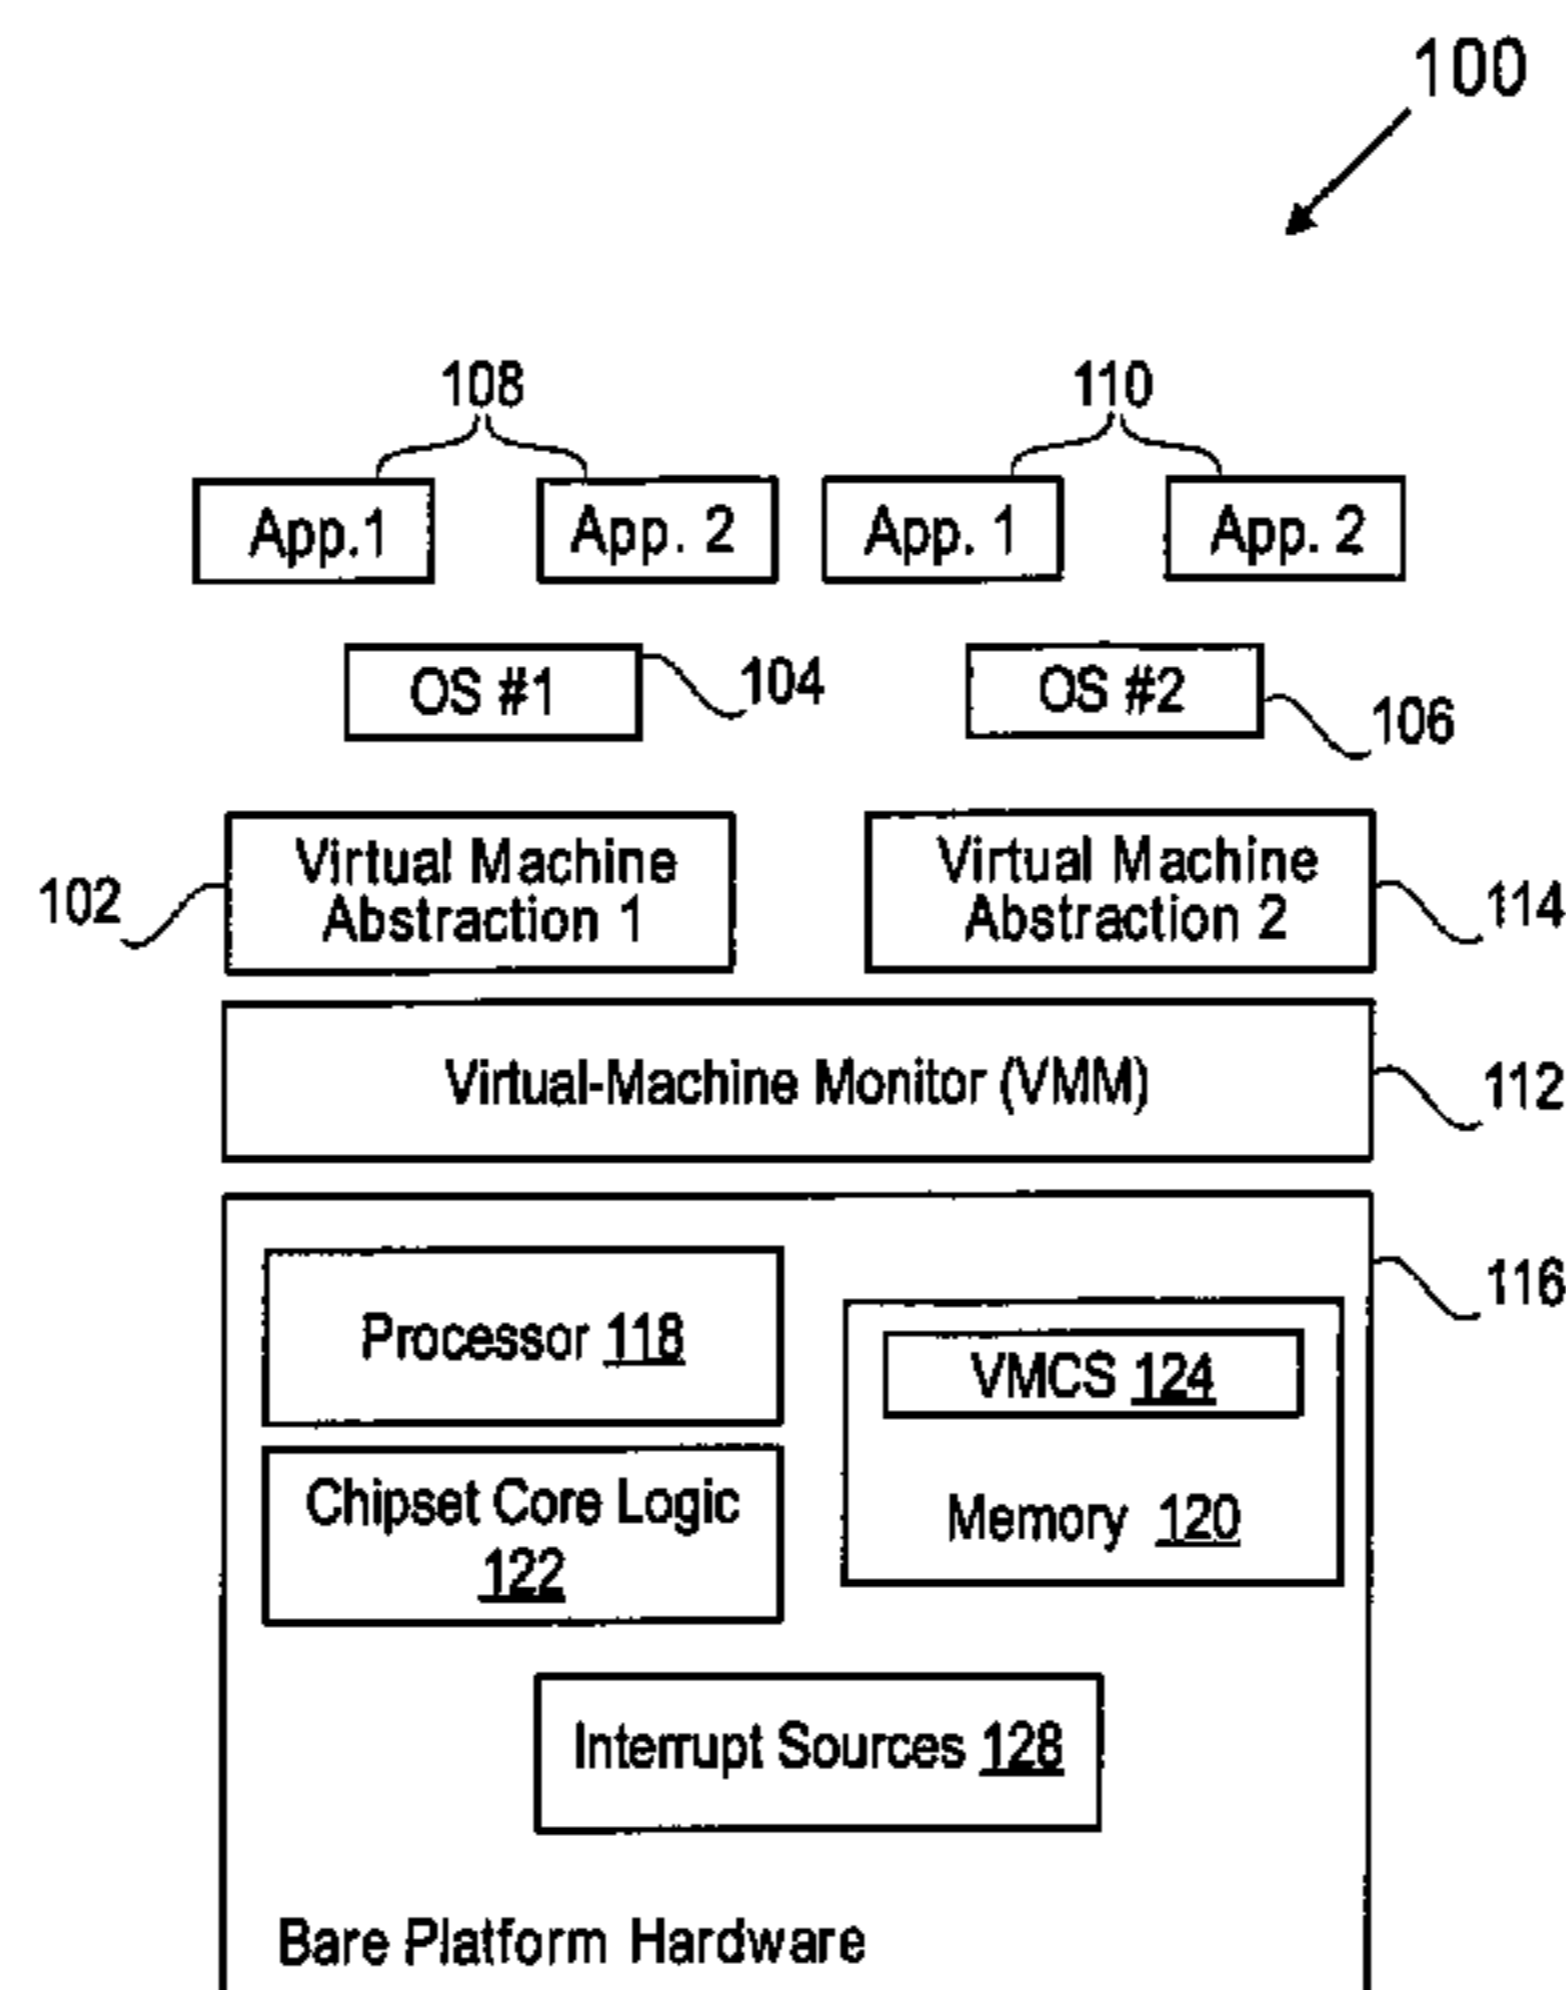 100
108
110
App.1
App. 2
App. 1
App. 2
OS #1
104
OS #2
106
102
Virtual Machine
Abstraction 1
Virtual Machine
Abstraction 2
114
Virtual-Machine Monitor (VMM)
112
116
Processor 118
VMCS 124
Memory 120
Chipset Core Logic
122
Interrupt Sources 128
Bare Platform Hardware